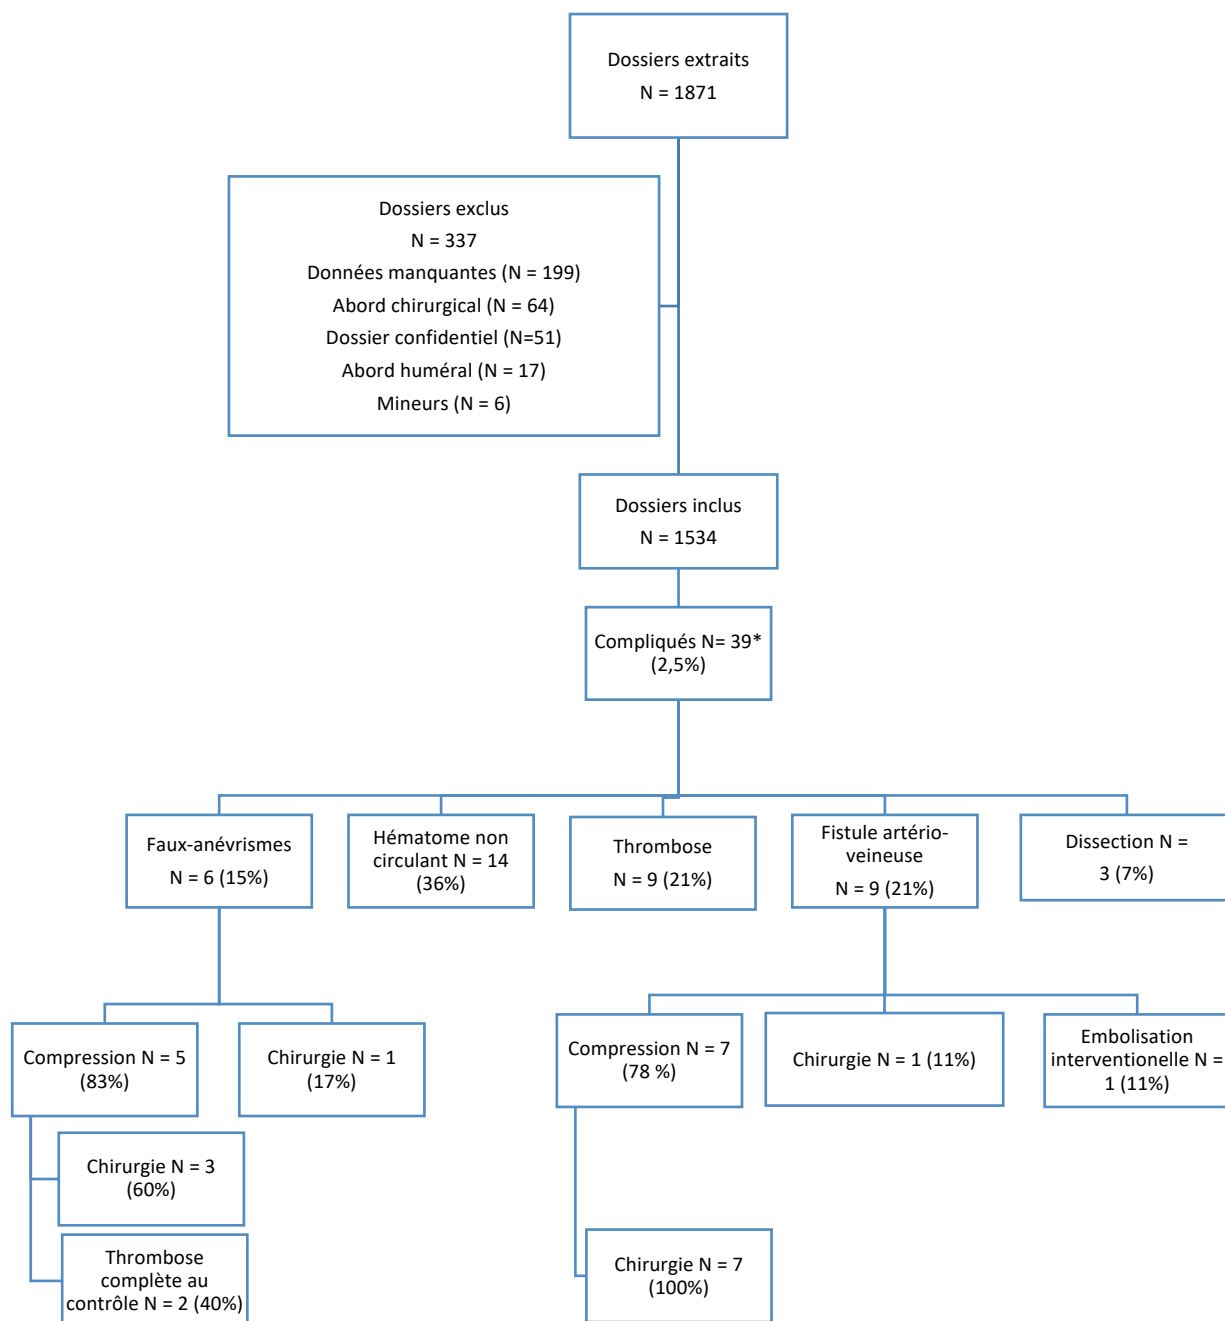 Dossiers extraits
N = 1871
Dossiers exclus
N = 337
Données manquantes (N = 199)
Abord chirurgical (N = 64)
Dossier confidentiel (N=51)
Abord huméral (N = 17)
Mineurs (N = 6)
Dossiers inclus
N = 1534
Compliqués N= 39*
(2,5%)
Faux-anévrismes
N = 6 (15%)
Hématome non
circulant N = 14
(36%)
Thrombose
N = 9 (21%)
Fistule artério-
veineuse
N = 9 (21%)
Dissection N =
3 (7%)
Compression N = 5
(83%)
Chirurgie N = 1
(17%)
Compression N = 7
(78 %)
Chirurgie N = 1 (11%)
Embolisation
interventionelle N =
1 (11%)
Chirurgie N = 3
(60%)
Thrombose
complète au
contrôle N = 2 (40%)
Chirurgie N = 7
(100%)